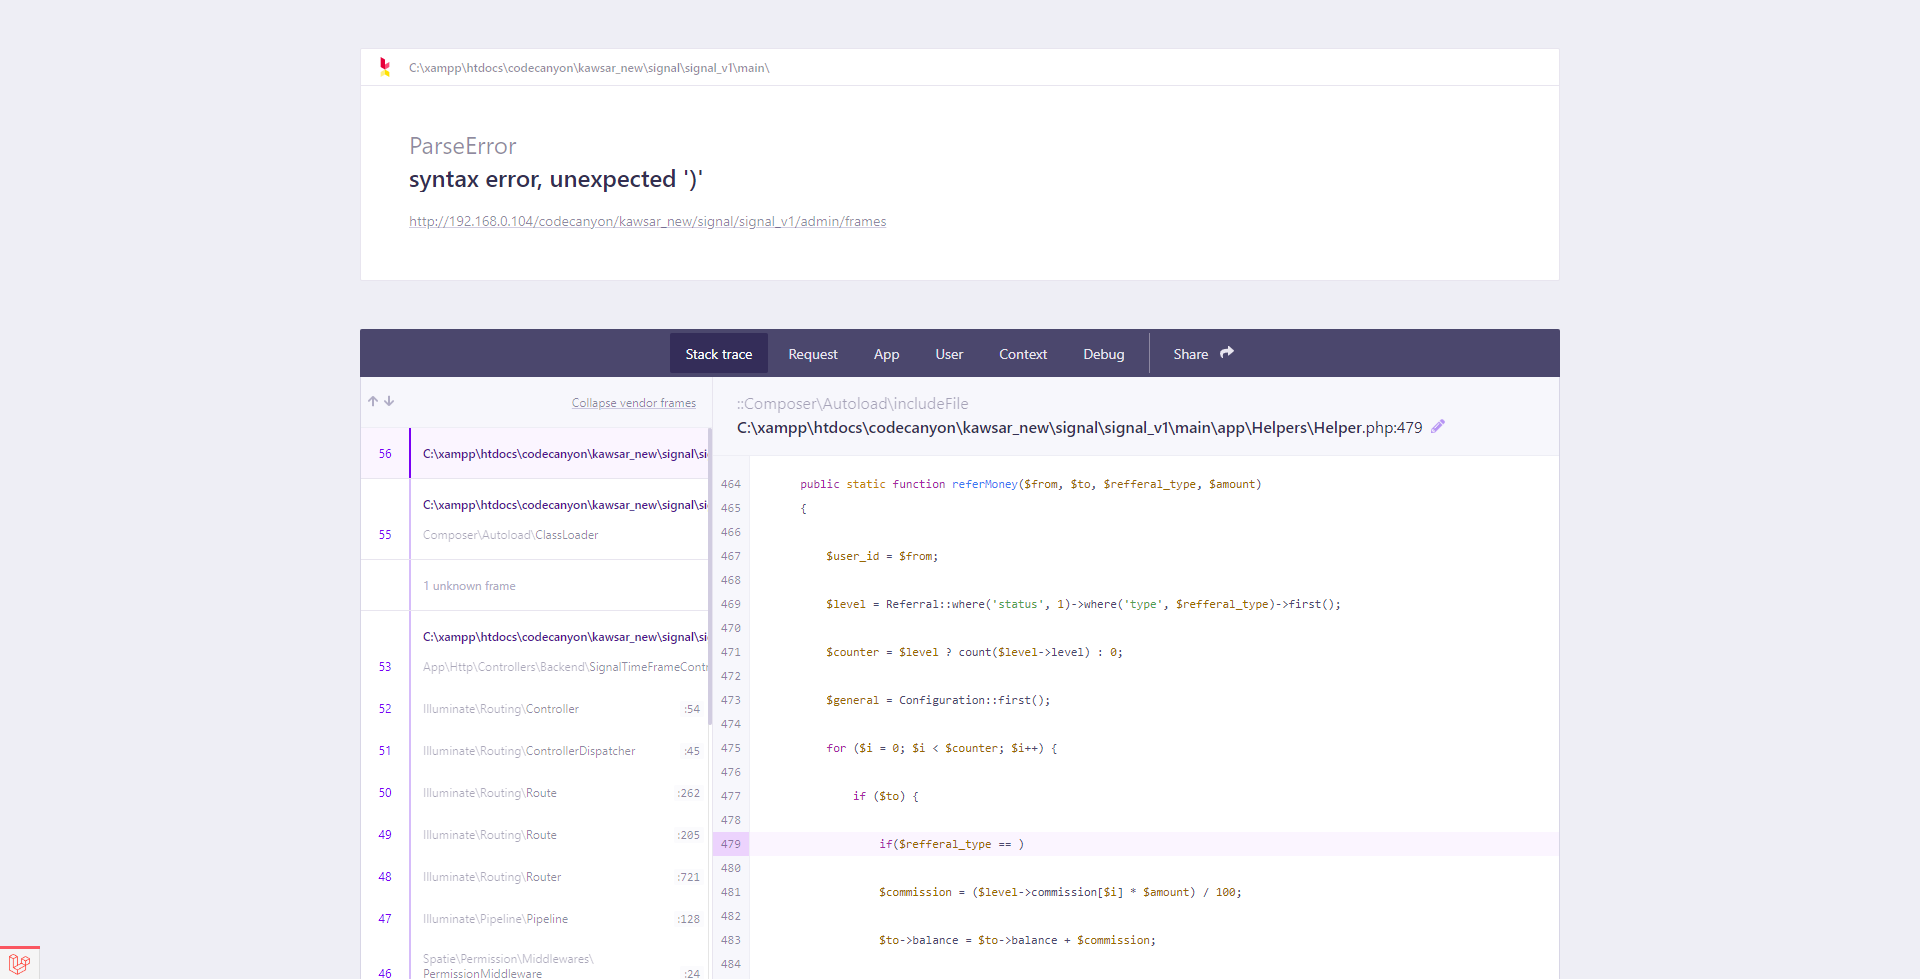 C:\xampp\htdocs\codecanyon\kawsar_new\signal\signal_v1\main\
ParseError
syntax error, unexpected ')'
http://192.168.0.104/codecanyon/kawsar_new/signal/signal_v1/admin/frames
Stack trace
Request
App
User
Context
Debug
Share
Collapse vendor frames
56
C:\xampp\htdocs\codecanyon\kawsar_new\signal\si
C:\xampp\htdocs\codecanyon\kawsar_new\signal\si
55
Composer\Autoload\ClassLoader
1 unknown frame
C:\xampp\htdocs\codecanyon\kawsar_new\signal\si
53
App\Http\Controllers\Backend\SignalTimeFrameContr
52 Illuminate\Routing\Controller :54
51 Illuminate\Routing\ControllerDispatcher :45
50 Illuminate\Routing\Route :262
49 Illuminate\Routing\Route :205
48 Illuminate\Routing\Router :721
47 Illuminate\Pipeline\Pipeline :128
Spatie\Permission\Middlewares\
46 PermissionMiddleware :24
::Composer\Autoload\includeFile
C:\xampp\htdocs\codecanyon\kawsar_new\signal\signal_v1\main\app\Helpers\Helper.php:479
464 public static function referMoney($from, $to, $refferal_type, $amount)
465 {
466
467 $user_id = $from;
468
469 $level = Referral::where('status', 1)->where('type', $refferal_type)->first();
470
471 $counter = $level ? count($level->level) : 0;
472
473 $general = Configuration::first();
474
475 for ($i = 0; $i < $counter; $i++) {
476
477 if ($to) {
478
479 if($refferal_type == )
480
481 $commission = ($level->commission[$i] * $amount) / 100;
482
483 $to->balance = $to->balance + $commission;
484